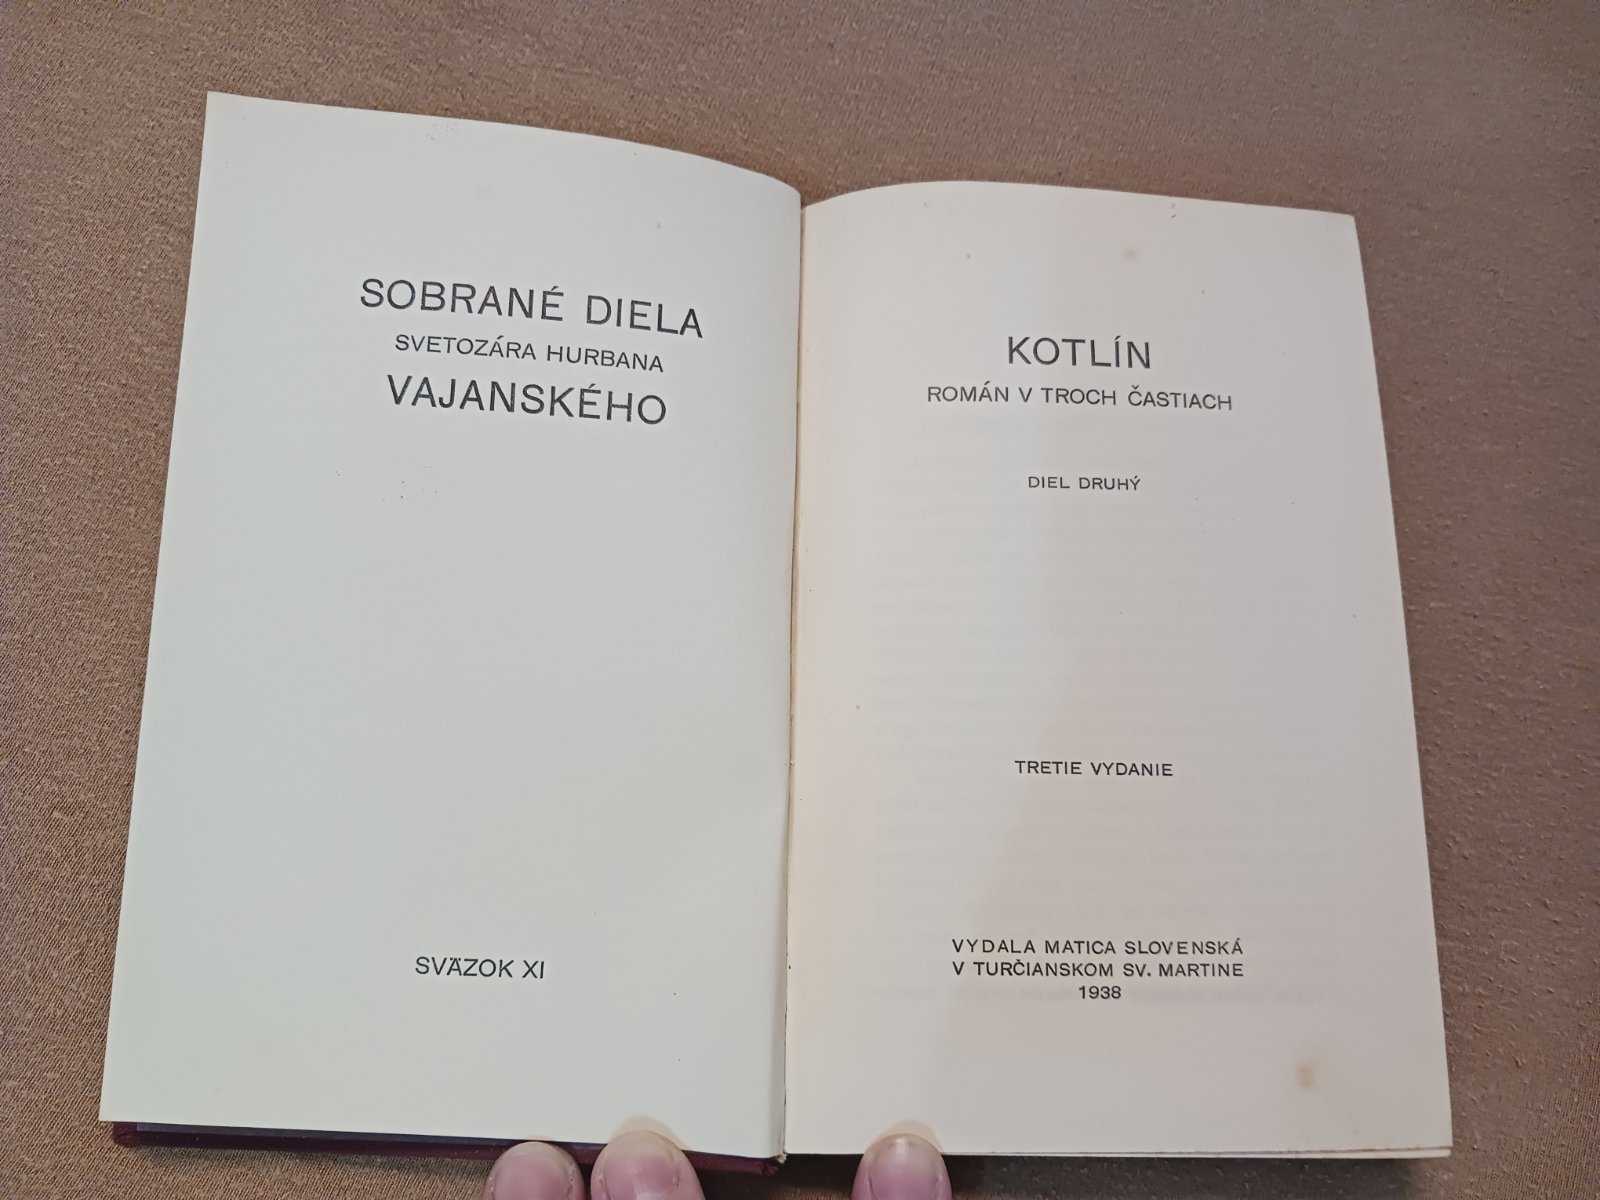 SOBRANÉ DIELA
SVETOZÁRA HURBANA
VAJANSKÉHO
SVÄZOK XI
KOTLÍN
ROMÁN V TROCH ČASTIACH
DIEL DRUHÝ
TRETIE VYDANIE
VYDALA MATICA SLOVENSKÁ
V TURČIANSKOM SV. MARTINE
1938